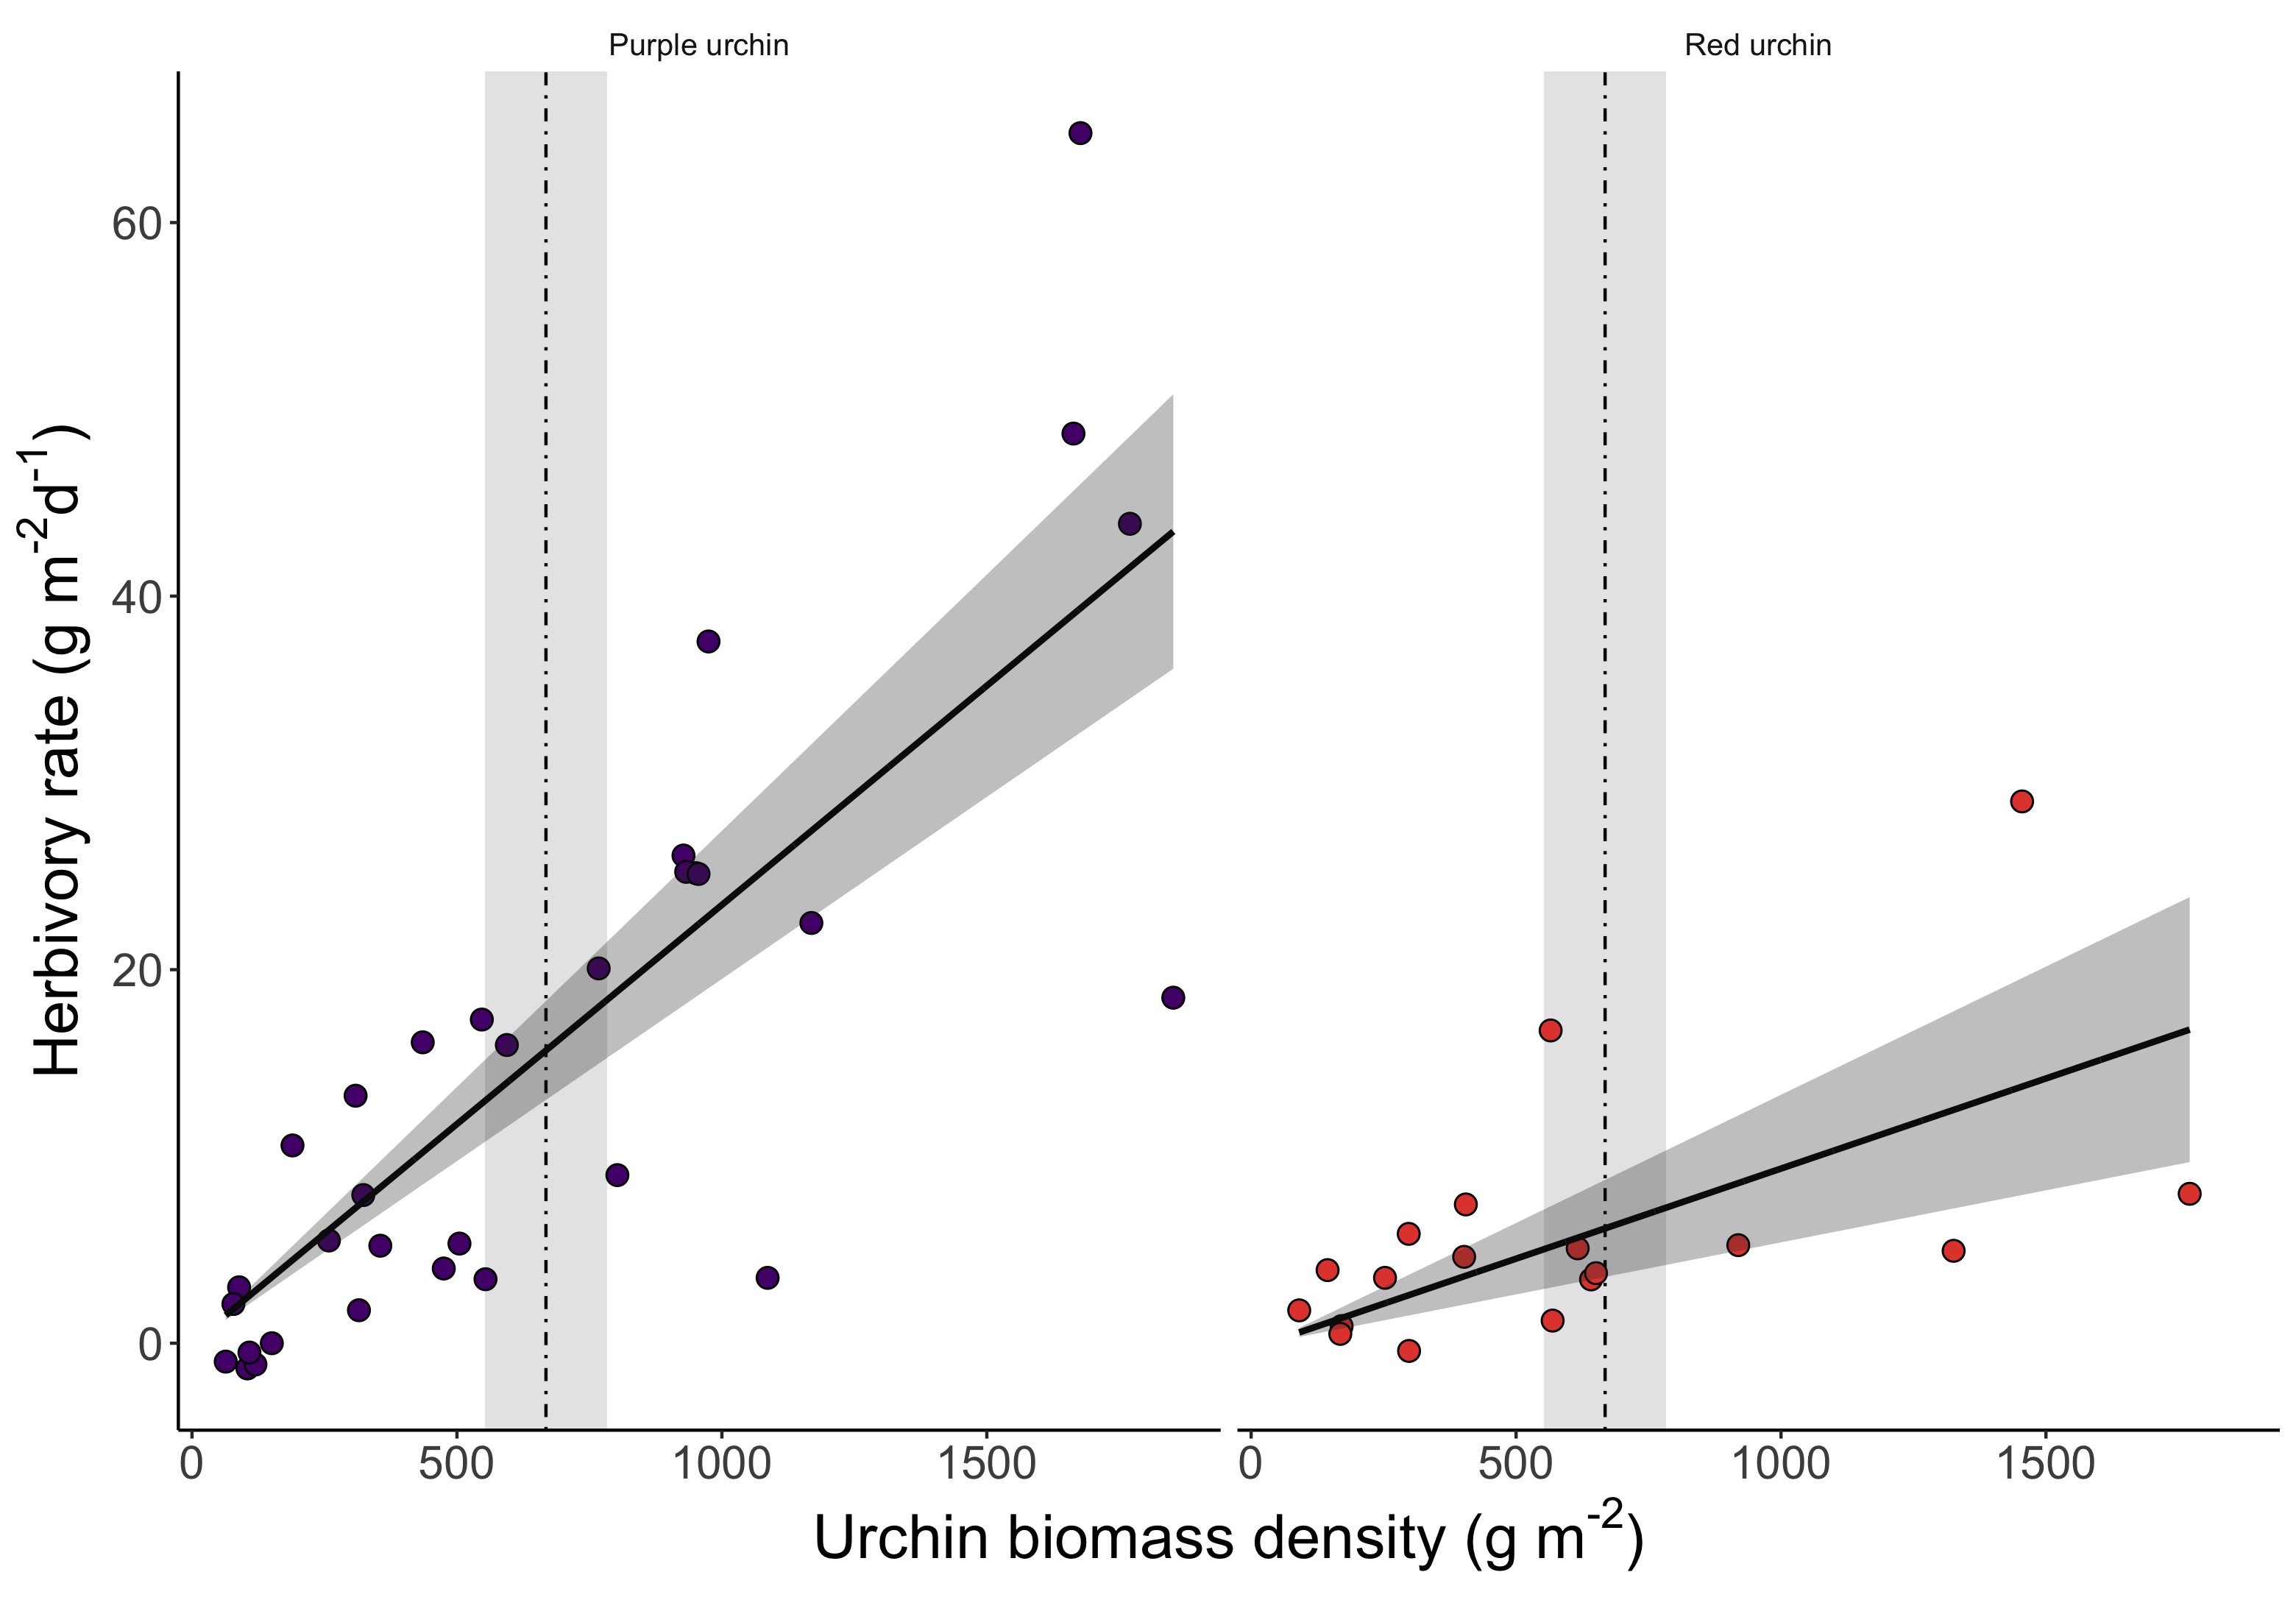 Purple urchin
Red urchin
Herbivory rate (g m⁻²d⁻¹)
60
40
20
0
0 500 1000 1500
0 500 1000 1500
Urchin biomass density (g m⁻²)